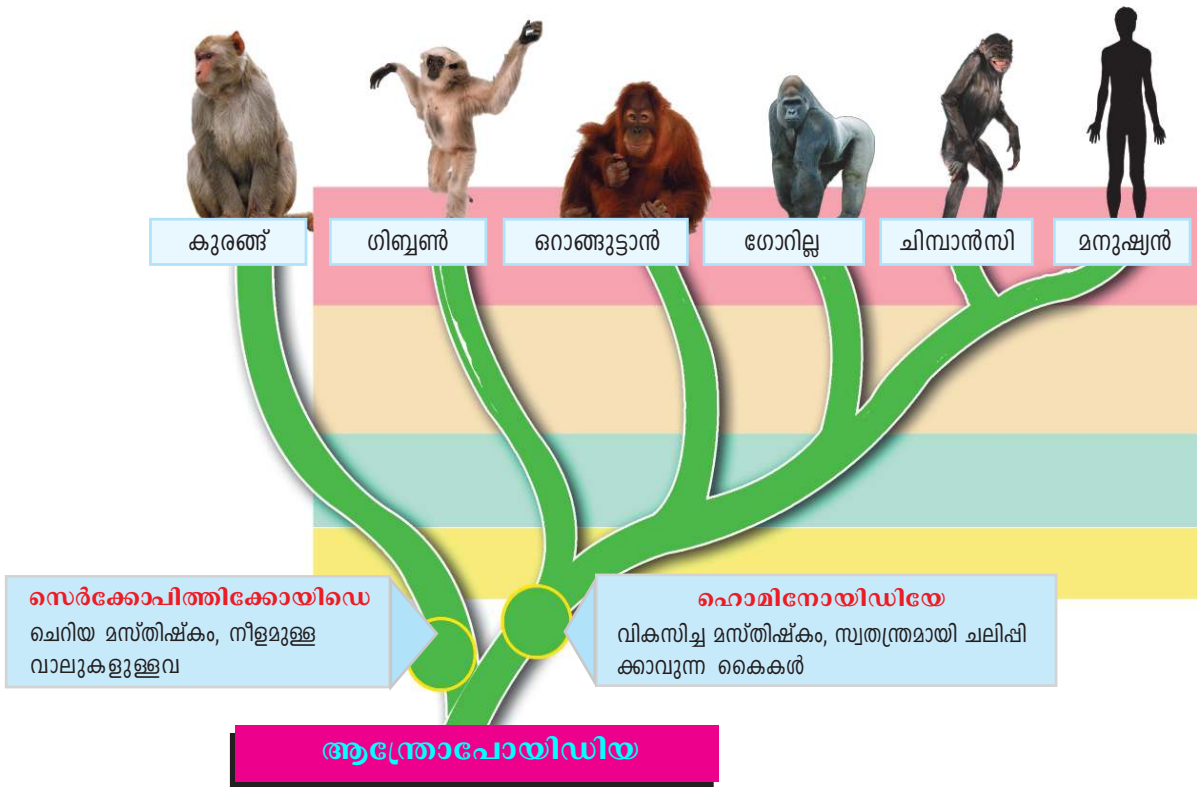 കുരങ്ങ്
ഗിബ്ബൺ
ഒറാങ്ങുട്ടാൻ
ഗോറില്ല
ചിമ്പാൻസി
മനുഷ്യൻ
സെർക്കോപിത്തിക്കോയിഡെ
ചെറിയ മസ്തിഷ്കം, നീളമുള്ള
വാലുകളുള്ളവ
ഹൊമിനോയിഡിയേ
വികസിച്ച മസ്തിഷ്കം, സ്വതന്ത്രമായി ചലിപ്പി
ക്കാവുന്ന കൈകൾ
ആന്ത്രോപോയിഡിയ